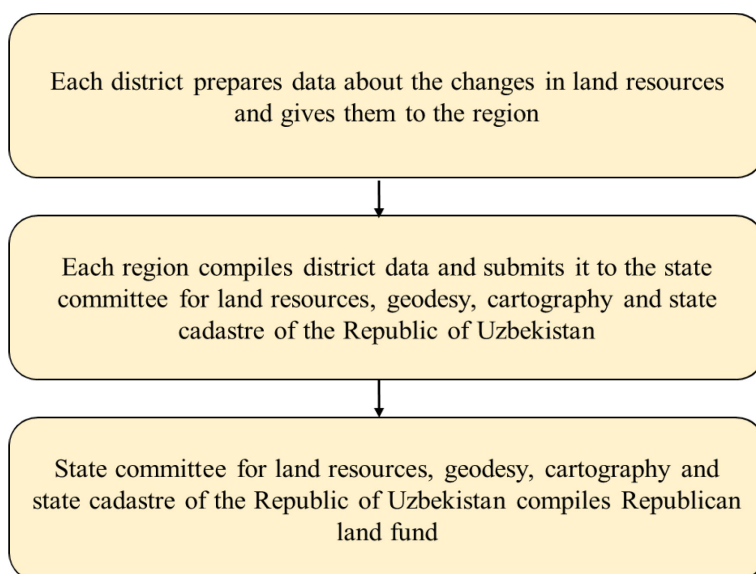 Each district prepares data about the changes in land resources
and gives them to the region
Each region compiles district data and submits it to the state
committee for land resources, geodesy, cartography and state
cadastre of the Republic of Uzbekistan
State committee for land resources, geodesy, cartography and
state cadastre of the Republic of Uzbekistan compiles Republican
land fund